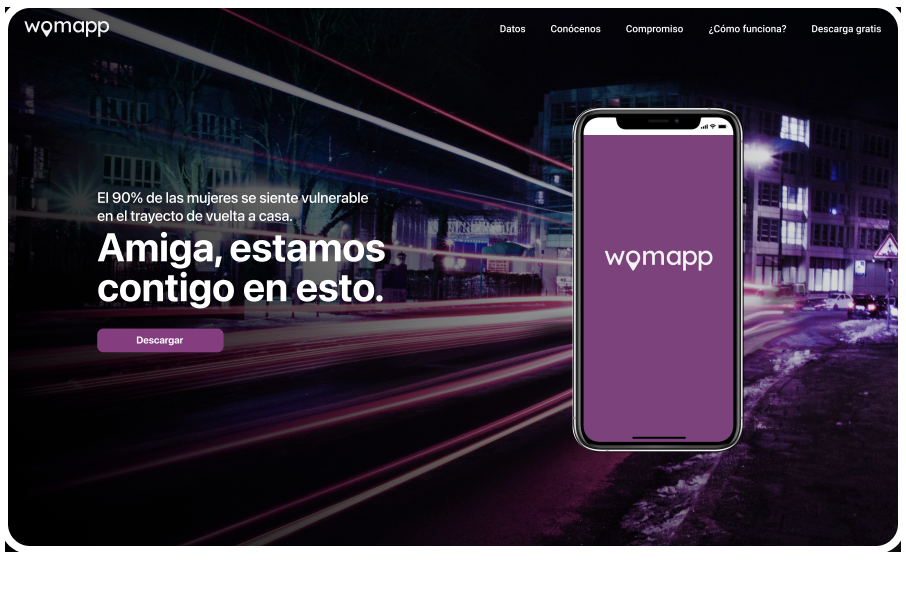 womapp
Datos
Conócenos
Compromiso
¿Cómo funciona?
Descarga gratis
El 90% de las mujeres se siente vulnerable
en el trayecto de vuelta a casa.
Amiga, estamos
contigo en esto.
Descargar
womapp